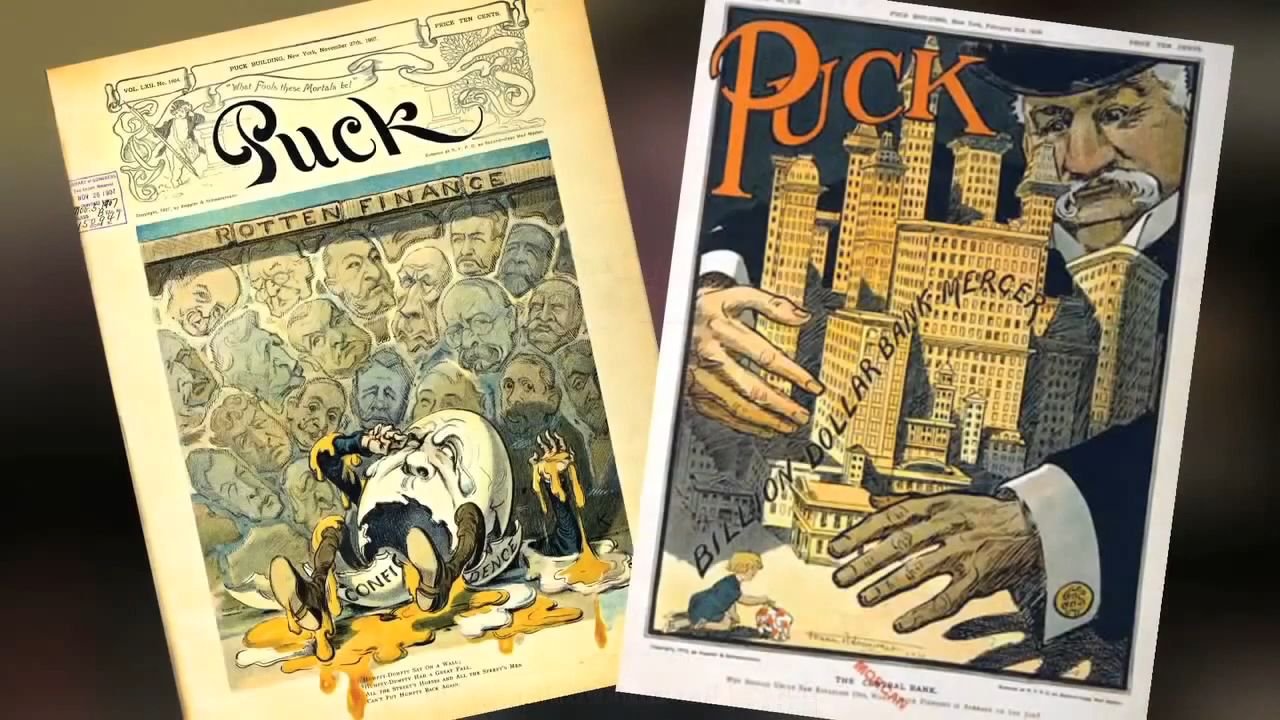 PUCK BUILDING, New York, November 27th, 1907.
PRICE TEN CENTS.
VOL. LXII. No. 1604.
"What Fools these Mortals be!"
Puck
ROTTEN FINANCE
CONFI
DENCE
HUMPTY-DUMPTY SAT ON A WALL;
HUMPTY-DUMPTY HAD A GREAT FALL,
ALL THE STREET'S HORSES AND ALL THE STREET'S MEN
CAN'T PUT HUMPTY BACK AGAIN.
PUCK BUILDING, New York, February
PRICE TEN CENTS
PUCK
BILLION DOLLAR BANK MERGER
THE CENTRAL BANK.
MORGAN